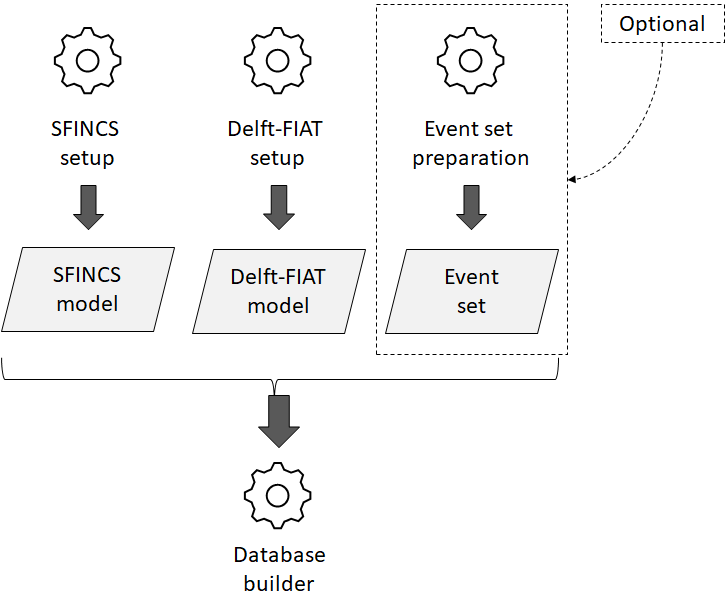 Optional
SFINCS
setup
Delft-FIAT
setup
Event set
preparation
SFINCS
model
Delft-FIAT
model
Event
set
Database
builder